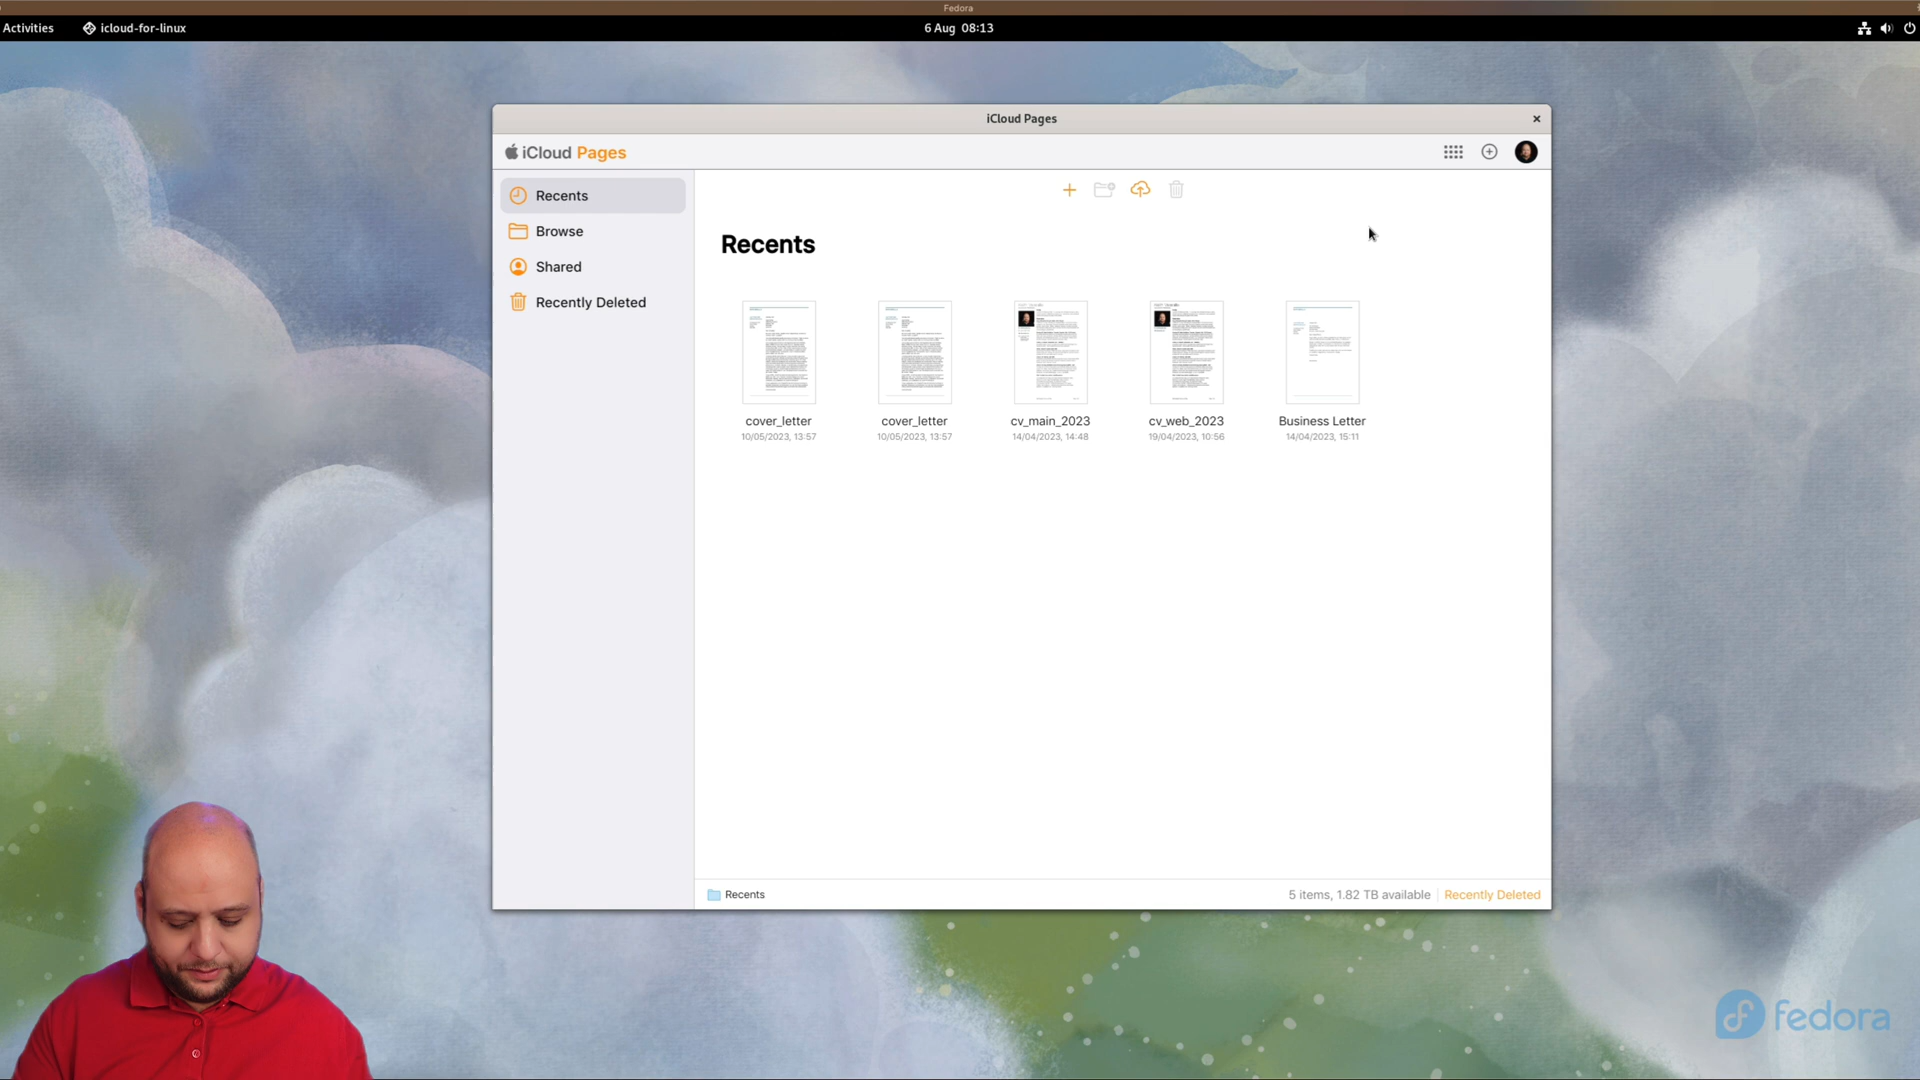 Fedora
Activities
icloud-for-linux
6 Aug 08:13
iCloud Pages
iCloud Pages
Recents
Browse
Shared
Recently Deleted
Recents
cover_letter
10/05/2023, 13:57
cover_letter
10/05/2023, 13:57
cv_main_2023
14/04/2023, 14:48
cv_web_2023
19/04/2023, 10:56
Business Letter
14/04/2023, 15:11
Recents
5 items, 1.82 TB available
Recently Deleted
fedora